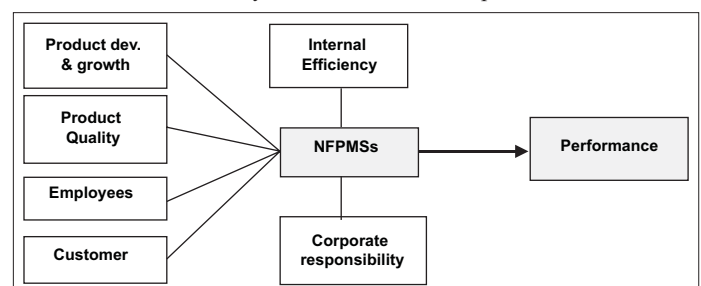 Product dev.
& growth
Internal
Efficiency
Product
Quality
NFPMSs
Performance
Employees
Customer
Corporate
responsibility